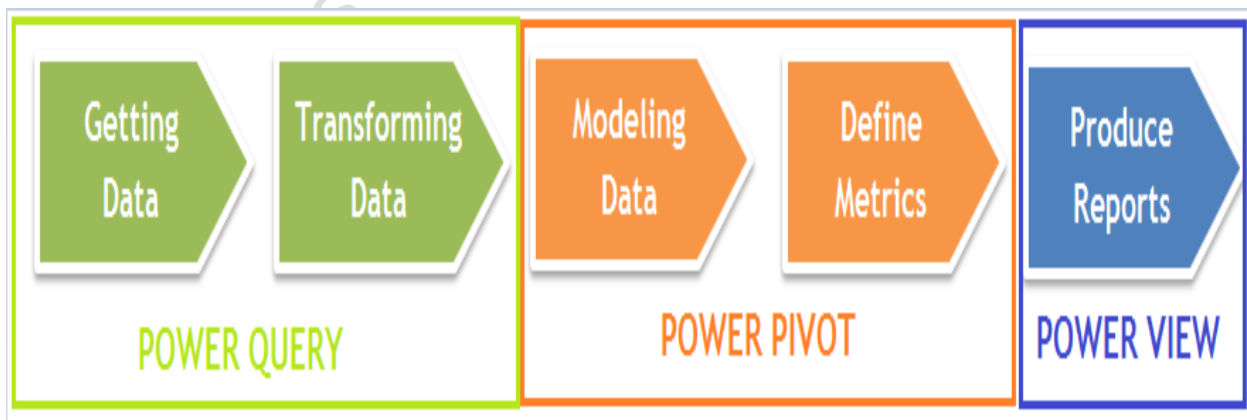 Getting
Data
Transforming
Data
Modeling
Data
Define
Metrics
Produce
Reports
POWER QUERY
POWER PIVOT
POWER VIEW